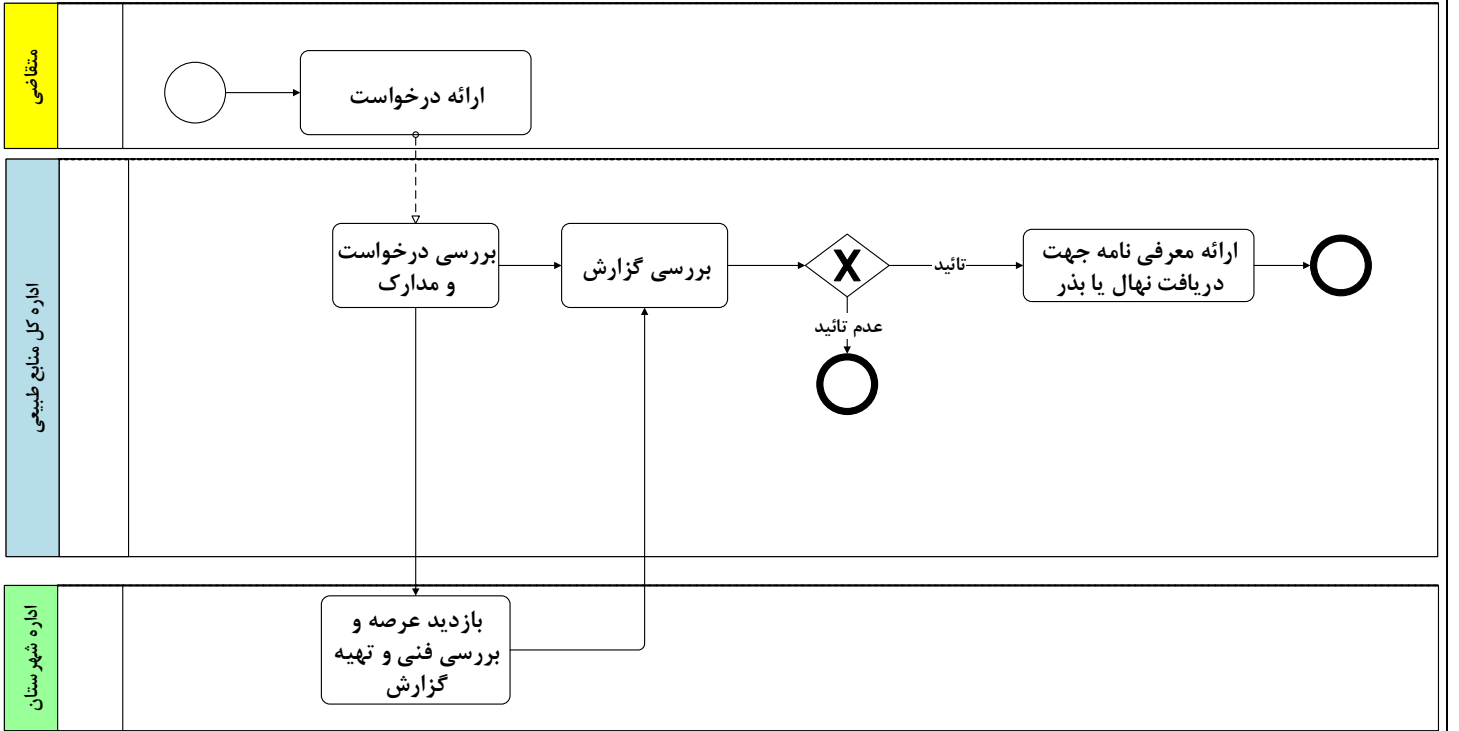 متقاضی
ارائه درخواست
اداره کل منابع طبیعی
بررسی درخواست
و مدارک
بررسی گزارش
X
تائید
ارائه معرفی نامه جهت
دریافت نهال یا بذر
عدم تائید
اداره شهرستان
بازدید عرصه و
بررسی فنی و تهیه
گزارش